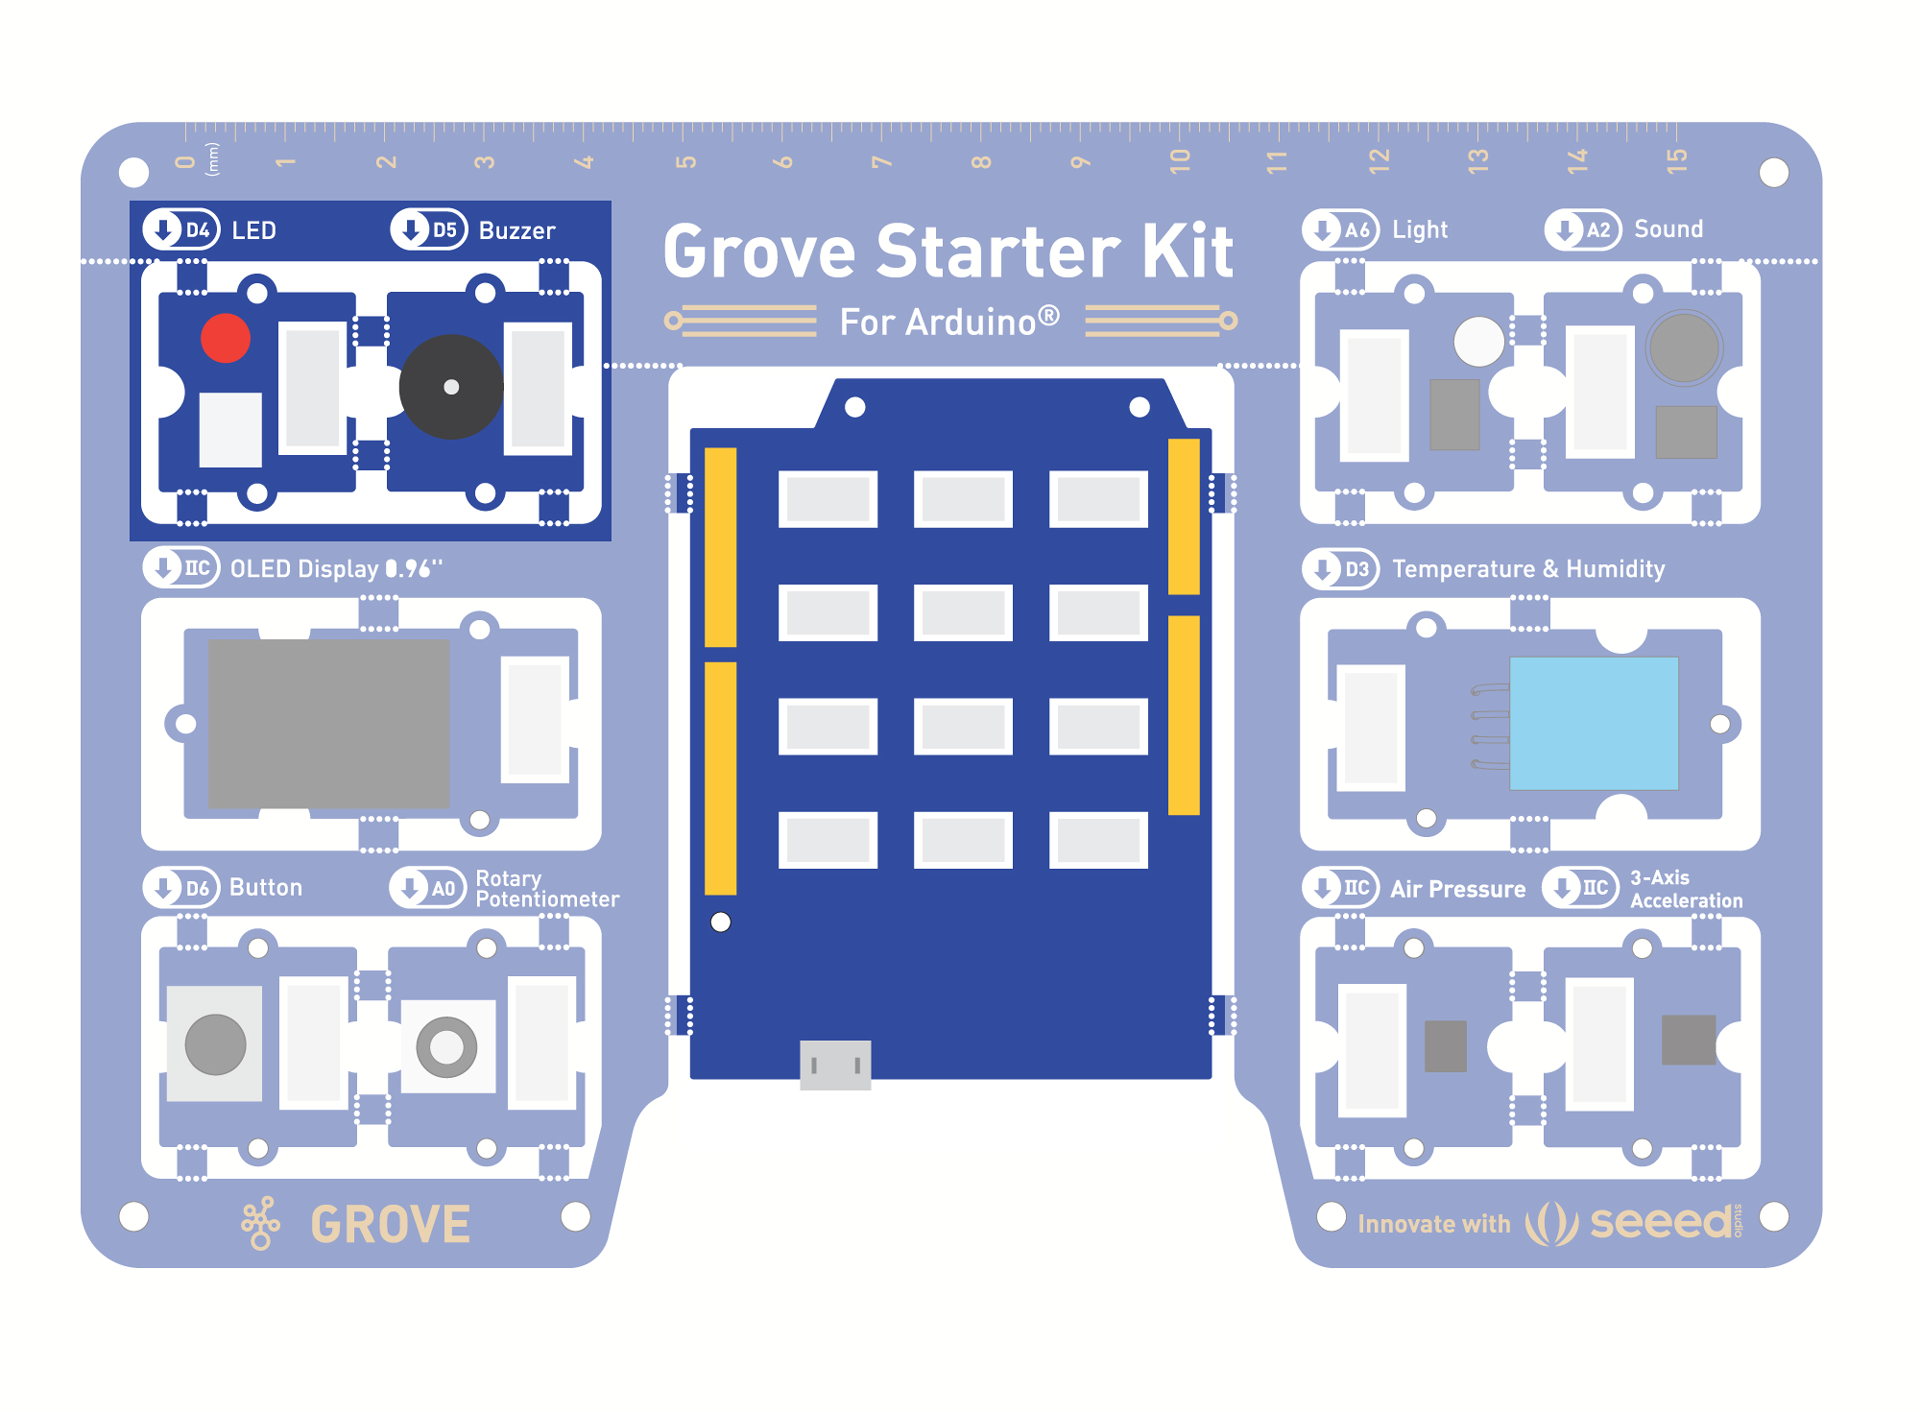 0 (mm) 1 2 3 4 5 6 7 8 9 10 11 12 13 14 15
D4 LED
D5 Buzzer
Grove Starter Kit
For Arduino®
A6 Light
A2 Sound
IIC OLED Display 0.96''
D3 Temperature & Humidity
D6 Button
A0 Rotary
Potentiometer
IIC Air Pressure
IIC 3-Axis
Acceleration
GROVE
Innovate with seeed studio